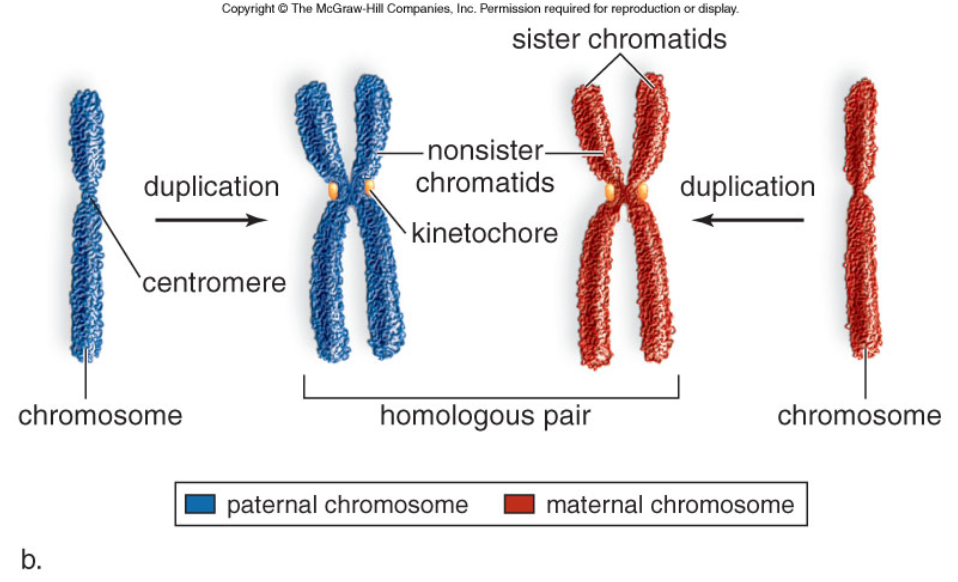 Copyright © The McGraw-Hill Companies, Inc. Permission required for reproduction or display.
sister chromatids
nonsister
chromatids
duplication
duplication
kinetochore
centromere
chromosome
homologous pair
chromosome
paternal chromosome
maternal chromosome
b.